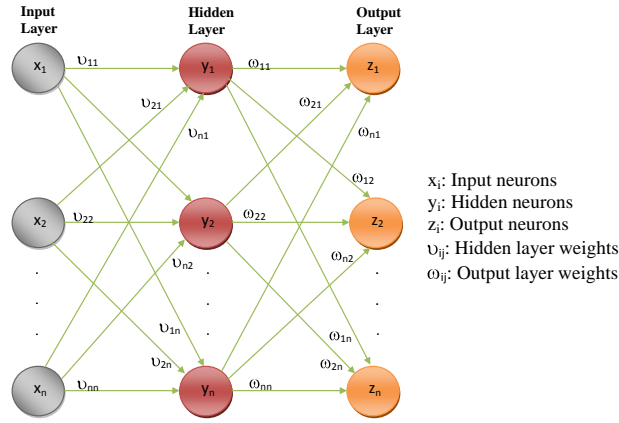 Input
Layer
Hidden
Layer
Output
Layer
x₁ υ₁₁ y₁ ω₁₁ z₁
υ₂₁ ω₂₁
υₙ₁ ωₙ₁
ω₁₂
x₂ υ₂₂ y₂ ω₂₂ z₂
υₙ₂ ωₙ₂
υ₁ₙ ω₁ₙ
υ₂ₙ ω₂ₙ
xₙ υₙₙ yₙ ωₙₙ zₙ
xᵢ: Input neurons
yᵢ: Hidden neurons
zᵢ: Output neurons
υᵢⱼ: Hidden layer weights
ωᵢⱼ: Output layer weights